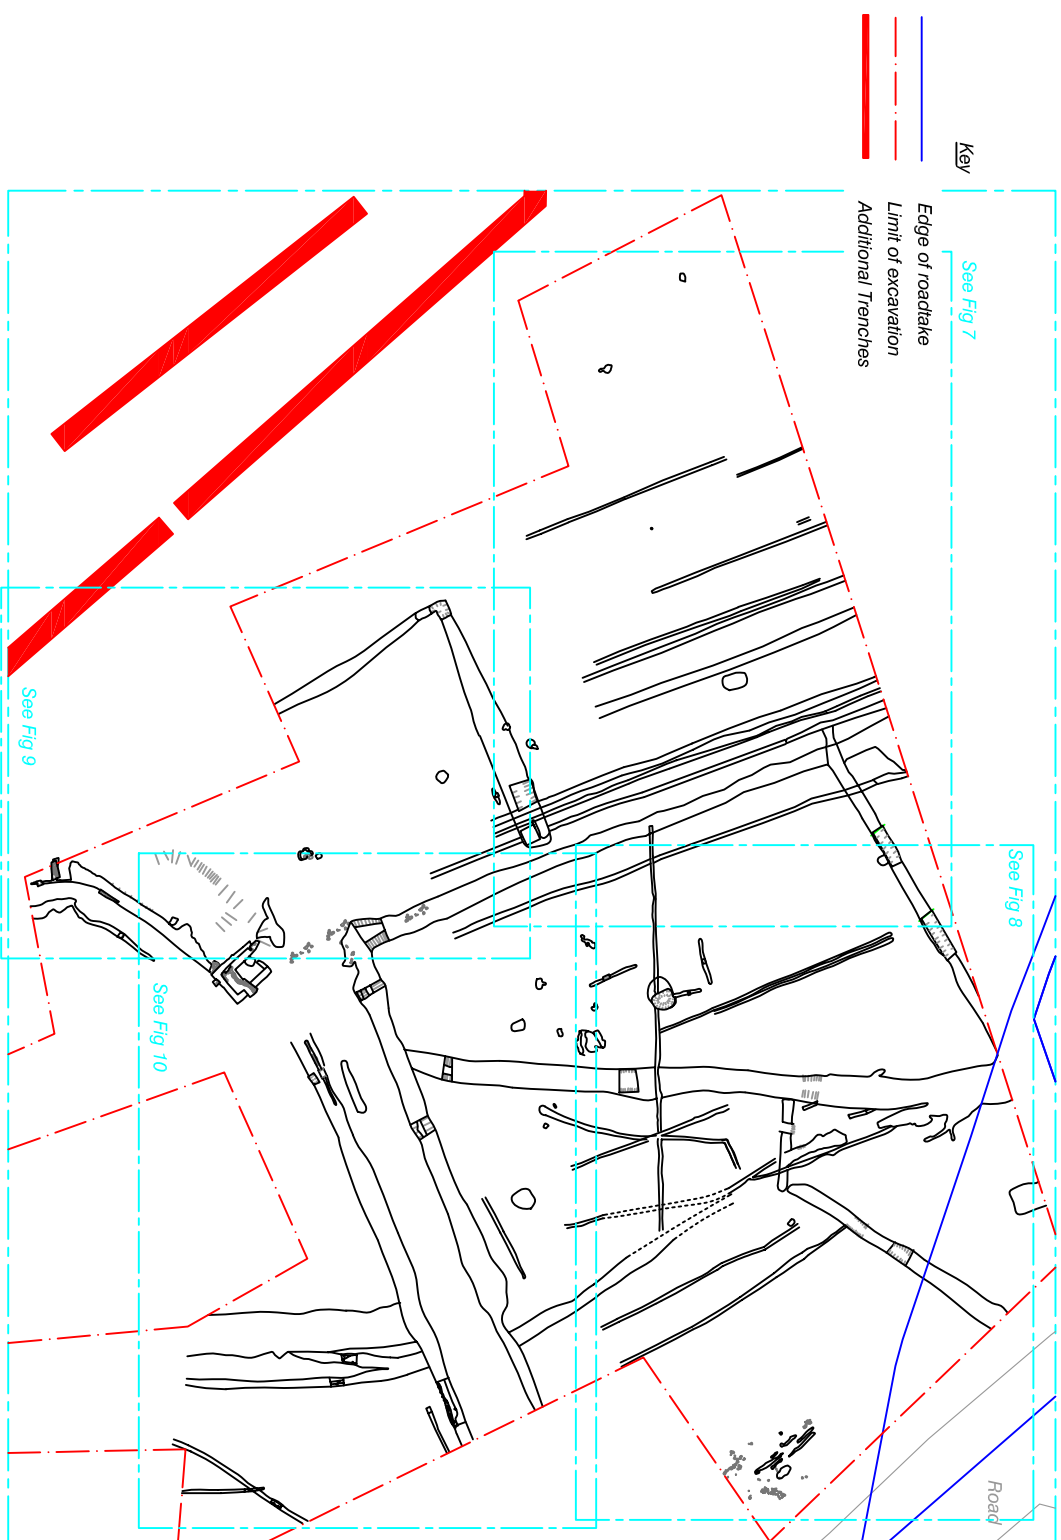 Key
Edge of roadtake
Limit of excavation
Additional Trenches
See Fig 7
See Fig 8
See Fig 9
See Fig 10
Road